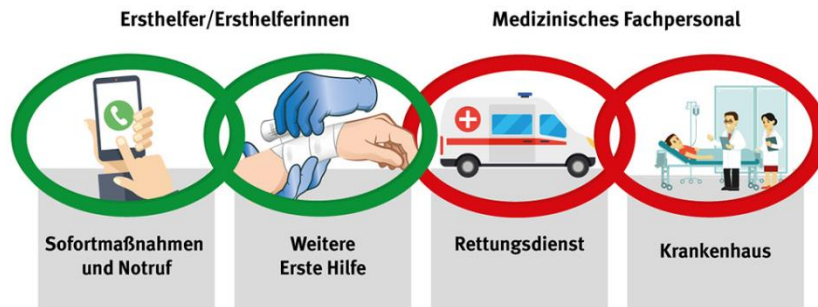 Ersthelfer/Ersthelferinnen
Medizinisches Fachpersonal
Sofortmaßnahmen
und Notruf
Weitere
Erste Hilfe
Rettungsdienst
Krankenhaus